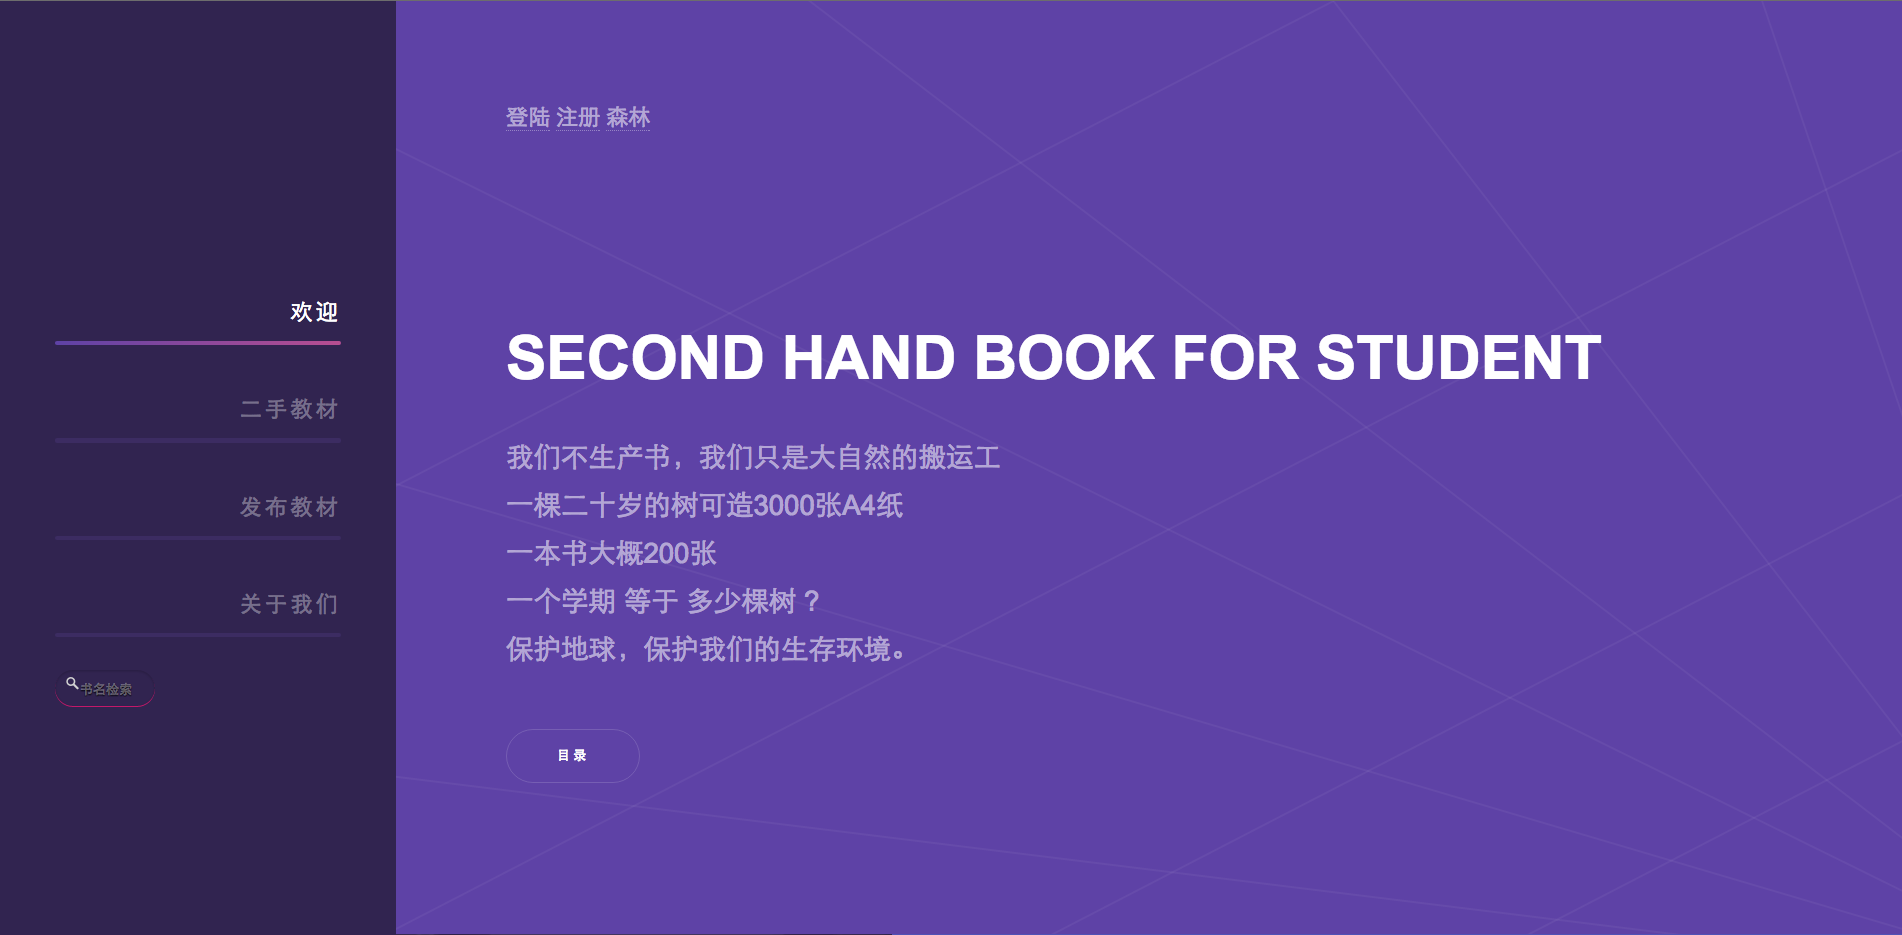 欢迎
二手教材
发布教材
关于我们
书名检索
登陆 注册 森林
SECOND HAND BOOK FOR STUDENT
我们不生产书，我们只是大自然的搬运工
一棵二十岁的树可造3000张A4纸
一本书大概200张
一个学期 等于 多少棵树？
保护地球，保护我们的生存环境。
目录